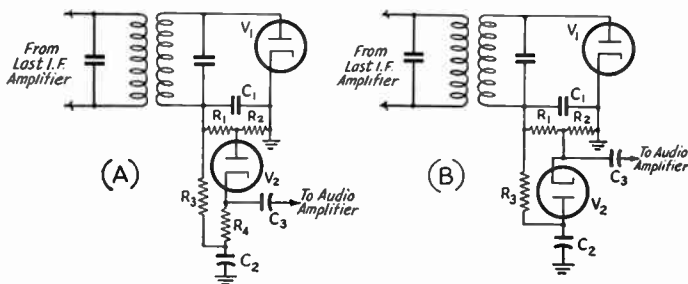 From
Last I.F.
Amplifier
V1
C1
R1
R2
(A)
V2
R3
C3
To Audio
Amplifier
R4
C2
From
Last I.F.
Amplifier
V1
C1
R1
R2
(B)
To Audio
Amplifier
C3
R3
V2
C2